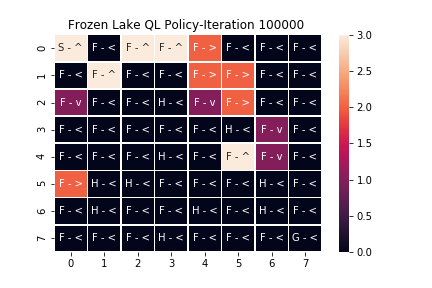 Frozen Lake QL Policy-Iteration 100000
0 S - ^ F - < F - ^ F - ^ F - > F - < F - < F - < 3.0
1 F - < F - ^ F - < F - < F - > F - > F - < F - < 2.5
2 F - v F - < F - < H - < F - v F - > F - < F - < 2.0
3 F - < F - < F - < F - < F - < H - < F - v F - < 1.5
4 F - < F - < F - < H - < F - < F - ^ F - v F - <
5 F - > H - < H - < F - < F - < F - < H - < F - < 1.0
6 F - < H - < F - < F - < H - < F - < H - < F - < 0.5
7 F - < F - < F - < H - < F - < F - < F - < G - < 0.0
0 1 2 3 4 5 6 7